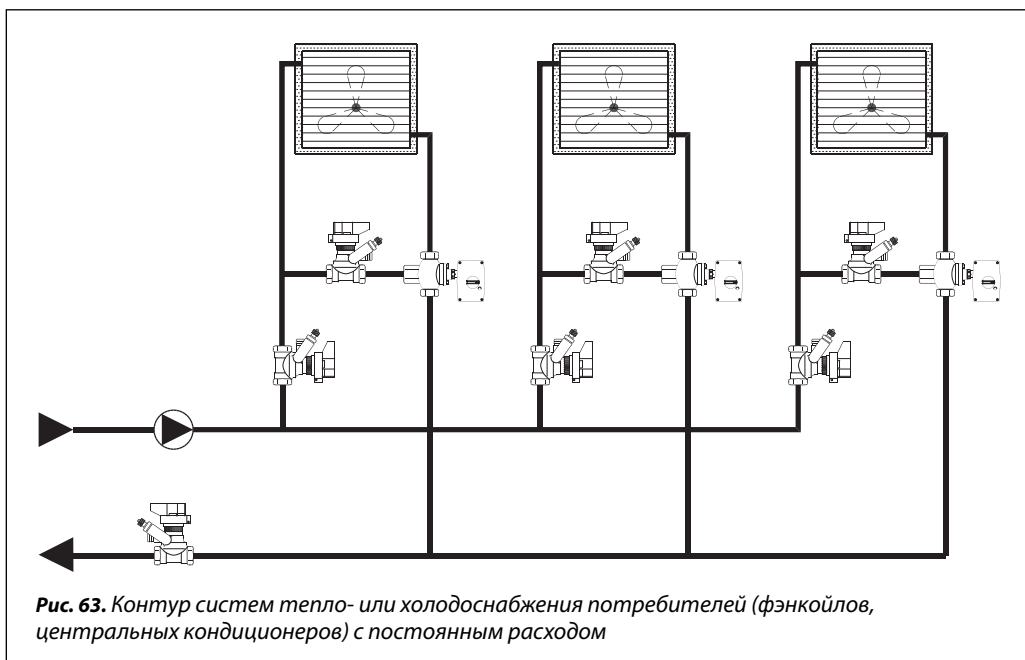 Рис. 63. Контур систем тепло- или холодоснабжения потребителей (фэнкойлов,
центральных кондиционеров) с постоянным расходом